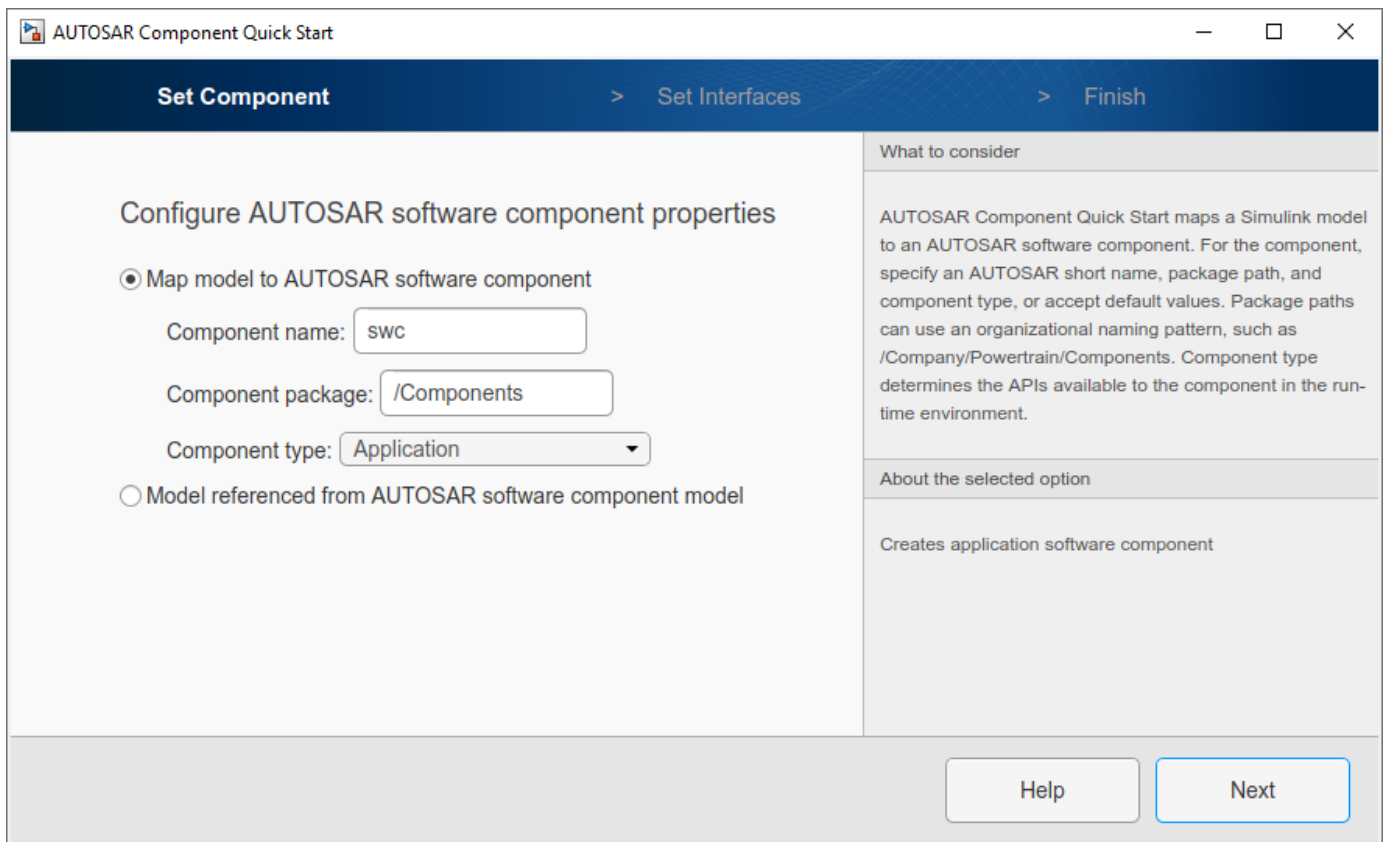 AUTOSAR Component Quick Start
Set Component > Set Interfaces > Finish
Configure AUTOSAR software component properties
Map model to AUTOSAR software component
Component name: swc
Component package: /Components
Component type: Application
Model referenced from AUTOSAR software component model
What to consider
AUTOSAR Component Quick Start maps a Simulink model
to an AUTOSAR software component. For the component,
specify an AUTOSAR short name, package path, and
component type, or accept default values. Package paths
can use an organizational naming pattern, such as
/Company/Powertrain/Components. Component type
determines the APIs available to the component in the run-
time environment.
About the selected option
Creates application software component
Help
Next